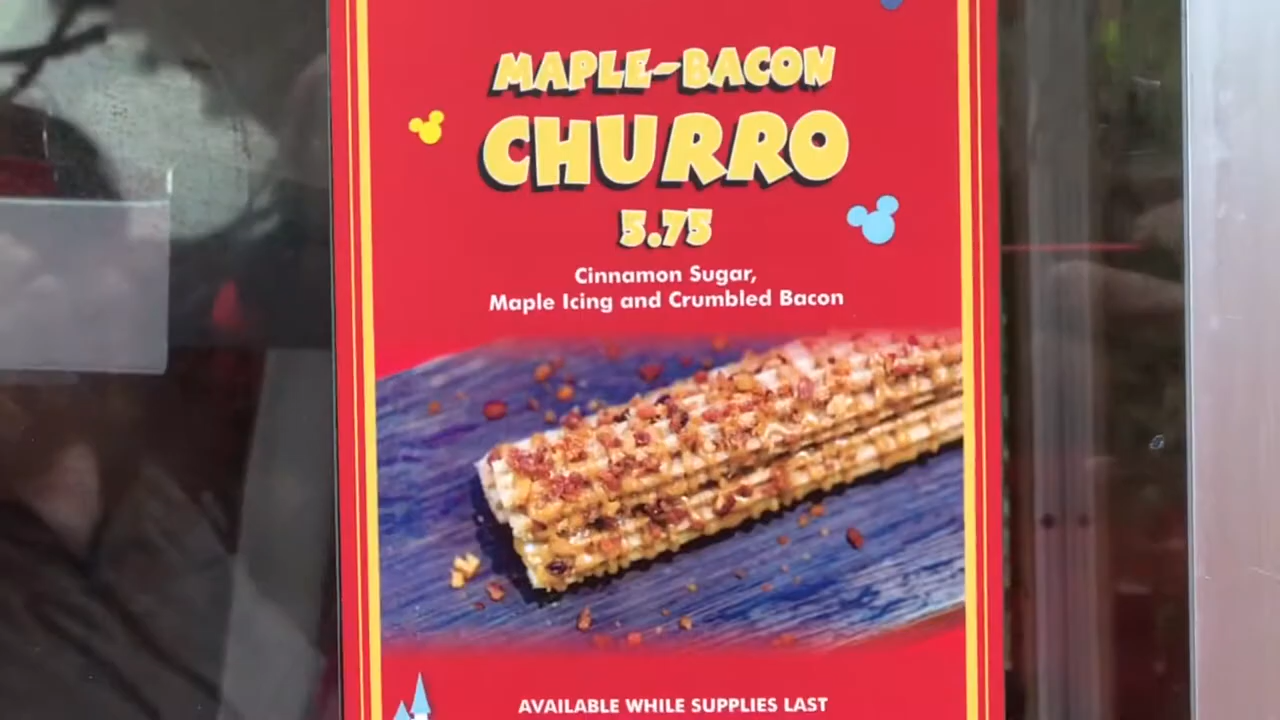 MAPLE-BACON
CHURRO
5.75
Cinnamon Sugar,
Maple Icing and Crumbled Bacon
AVAILABLE WHILE SUPPLIES LAST